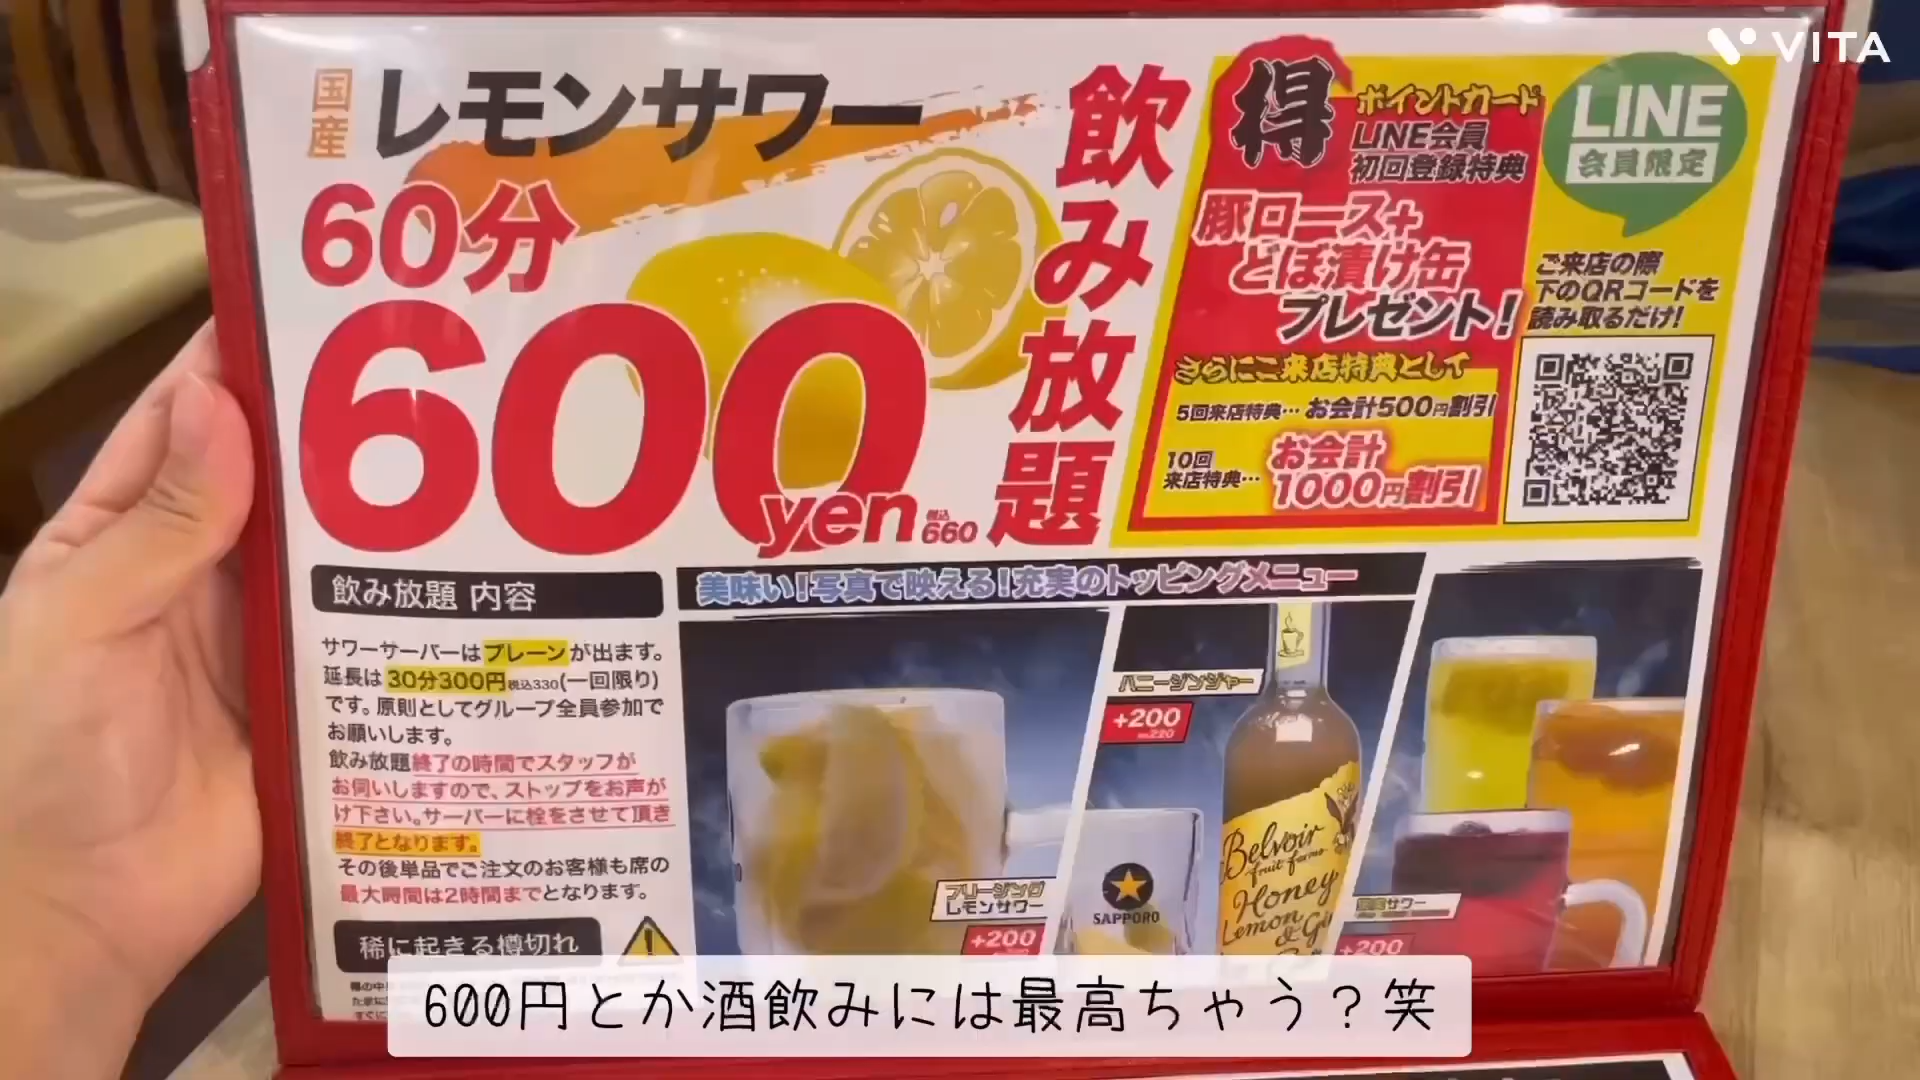 VITA
国産
レモンサワー
60分
600
yen
税込
660
飲み放題
得
ポイントカード
LINE会員
初回登録特典
豚ロース+
どぼ漬け缶
プレゼント!
さらにご来店特典として
5回来店特典… お会計500円割引
10回
来店特典…
お会計
1000円割引
LINE
会員限定
ご来店の際
下のQRコードを
読み取るだけ!
飲み放題 内容
サワーサーバーはプレーンが出ます。
延長は30分300円税込330(一回限り)
です。原則としてグループ全員参加で
お願いします。
飲み放題終了の時間でスタッフが
お伺いしますので、ストップをお声が
け下さい。サーバーに栓をさせて頂き
終了となります。
その後単品でご注文のお客様も席の
最大時間は2時間までとなります。
稀に起きる樽切れ
美味い!写真で映える!充実のトッピングメニュー
フリージング
レモンサワー
+200
ハニージンジャー
+200
税込220
SAPPORO
Belvoir
fruit farms
Honey
Lemon
サワー
+200
600円とか酒飲みには最高ちゃう？笑